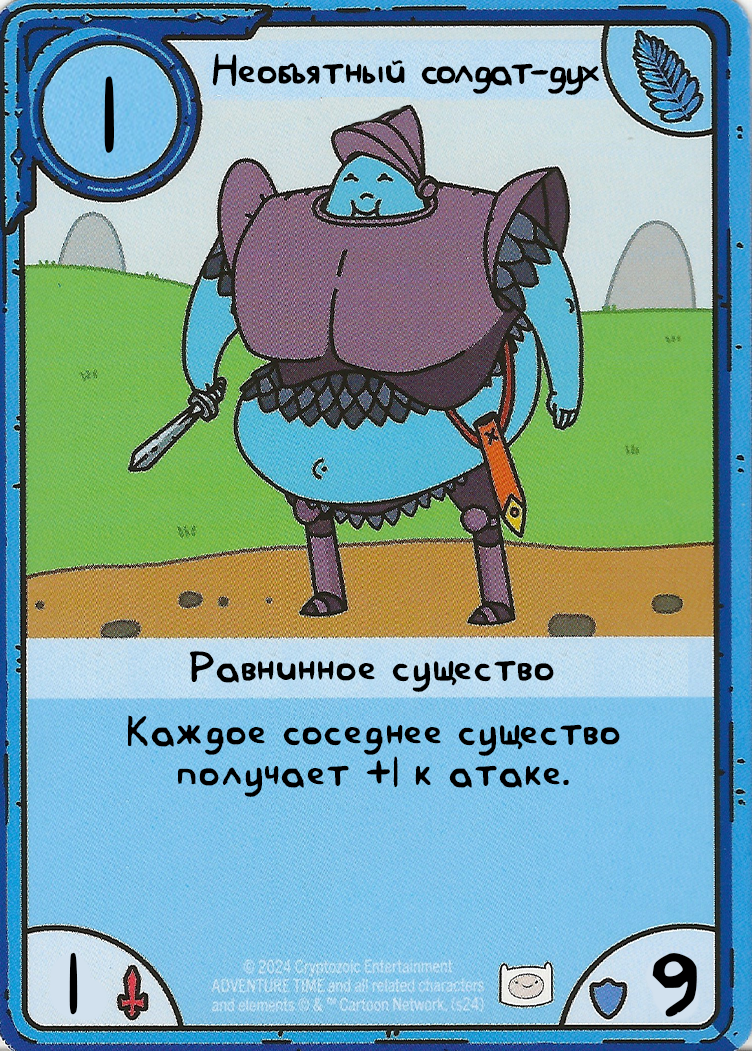 1
Необъятный солдат-дух
Равнинное существо
Каждое соседнее существо
получает +1 к атаке.
1
9
© 2024 Cryptozoic Entertainment
ADVENTURE TIME and all related characters
and elements © & ™ Cartoon Network. (s24)